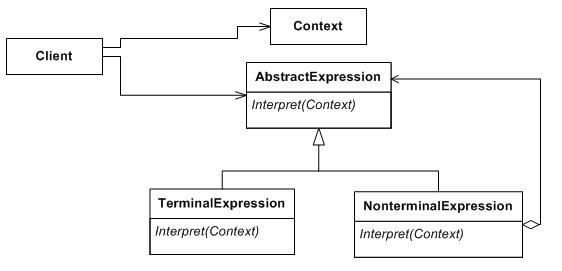 Context
Client
AbstractExpression
Interpret(Context)
TerminalExpression
Interpret(Context)
NonterminalExpression
Interpret(Context)